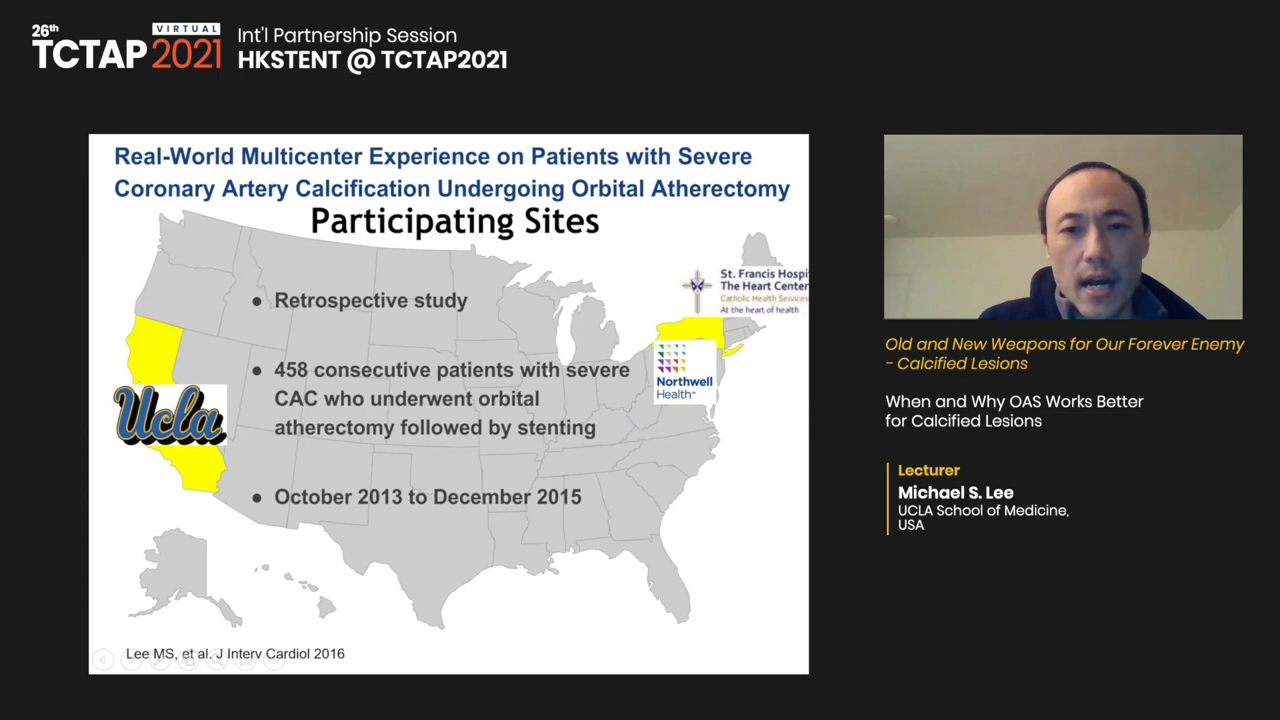 26th
TCTAP
VIRTUAL
2021
Int'l Partnership Session
HKSTENT @ TCTAP2021
Real-World Multicenter Experience on Patients with Severe
Coronary Artery Calcification Undergoing Orbital Atherectomy
Participating Sites
St. Francis Hospi
The Heart Center
Catholic Health Services
At the heart of health
• Retrospective study
• 458 consecutive patients with severe
CAC who underwent orbital
atherectomy followed by stenting
Northwell
Health™
Ucla
• October 2013 to December 2015
Lee MS, et al. J Interv Cardiol 2016
Old and New Weapons for Our Forever Enemy
- Calcified Lesions
When and Why OAS Works Better
for Calcified Lesions
Lecturer
Michael S. Lee
UCLA School of Medicine,
USA